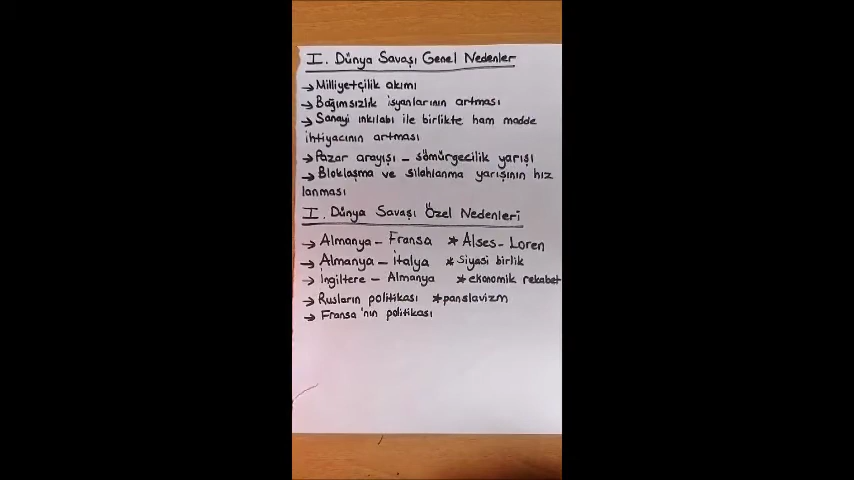 I. Dünya Savaşı Genel Nedenler
→ Milliyetçilik akımı
→ Bağımsızlık isyanlarının artması
→ Sanayi inkılabı ile birlikte ham madde
ihtiyacının artması
→ Pazar arayışı - sömürgecilik yarışı
→ Bloklaşma ve silahlanma yarışının hız
lanması
I. Dünya Savaşı Özel Nedenleri
→ Almanya - Fransa * Alses - Loren
→ Almanya - İtalya * Siyasi birlik
→ İngiltere - Almanya * ekonomik rekabet
→ Rusların politikası * panslavizm
→ Fransa'nın politikası